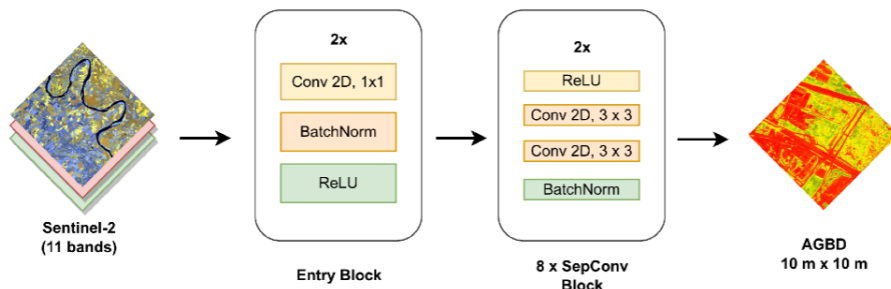 2x
Conv 2D, 1x1
BatchNorm
ReLU
2x
ReLU
Conv 2D, 3 x 3
Conv 2D, 3 x 3
BatchNorm
Sentinel-2
(11 bands)
Entry Block
8 x SepConv
Block
AGBD
10 m x 10 m